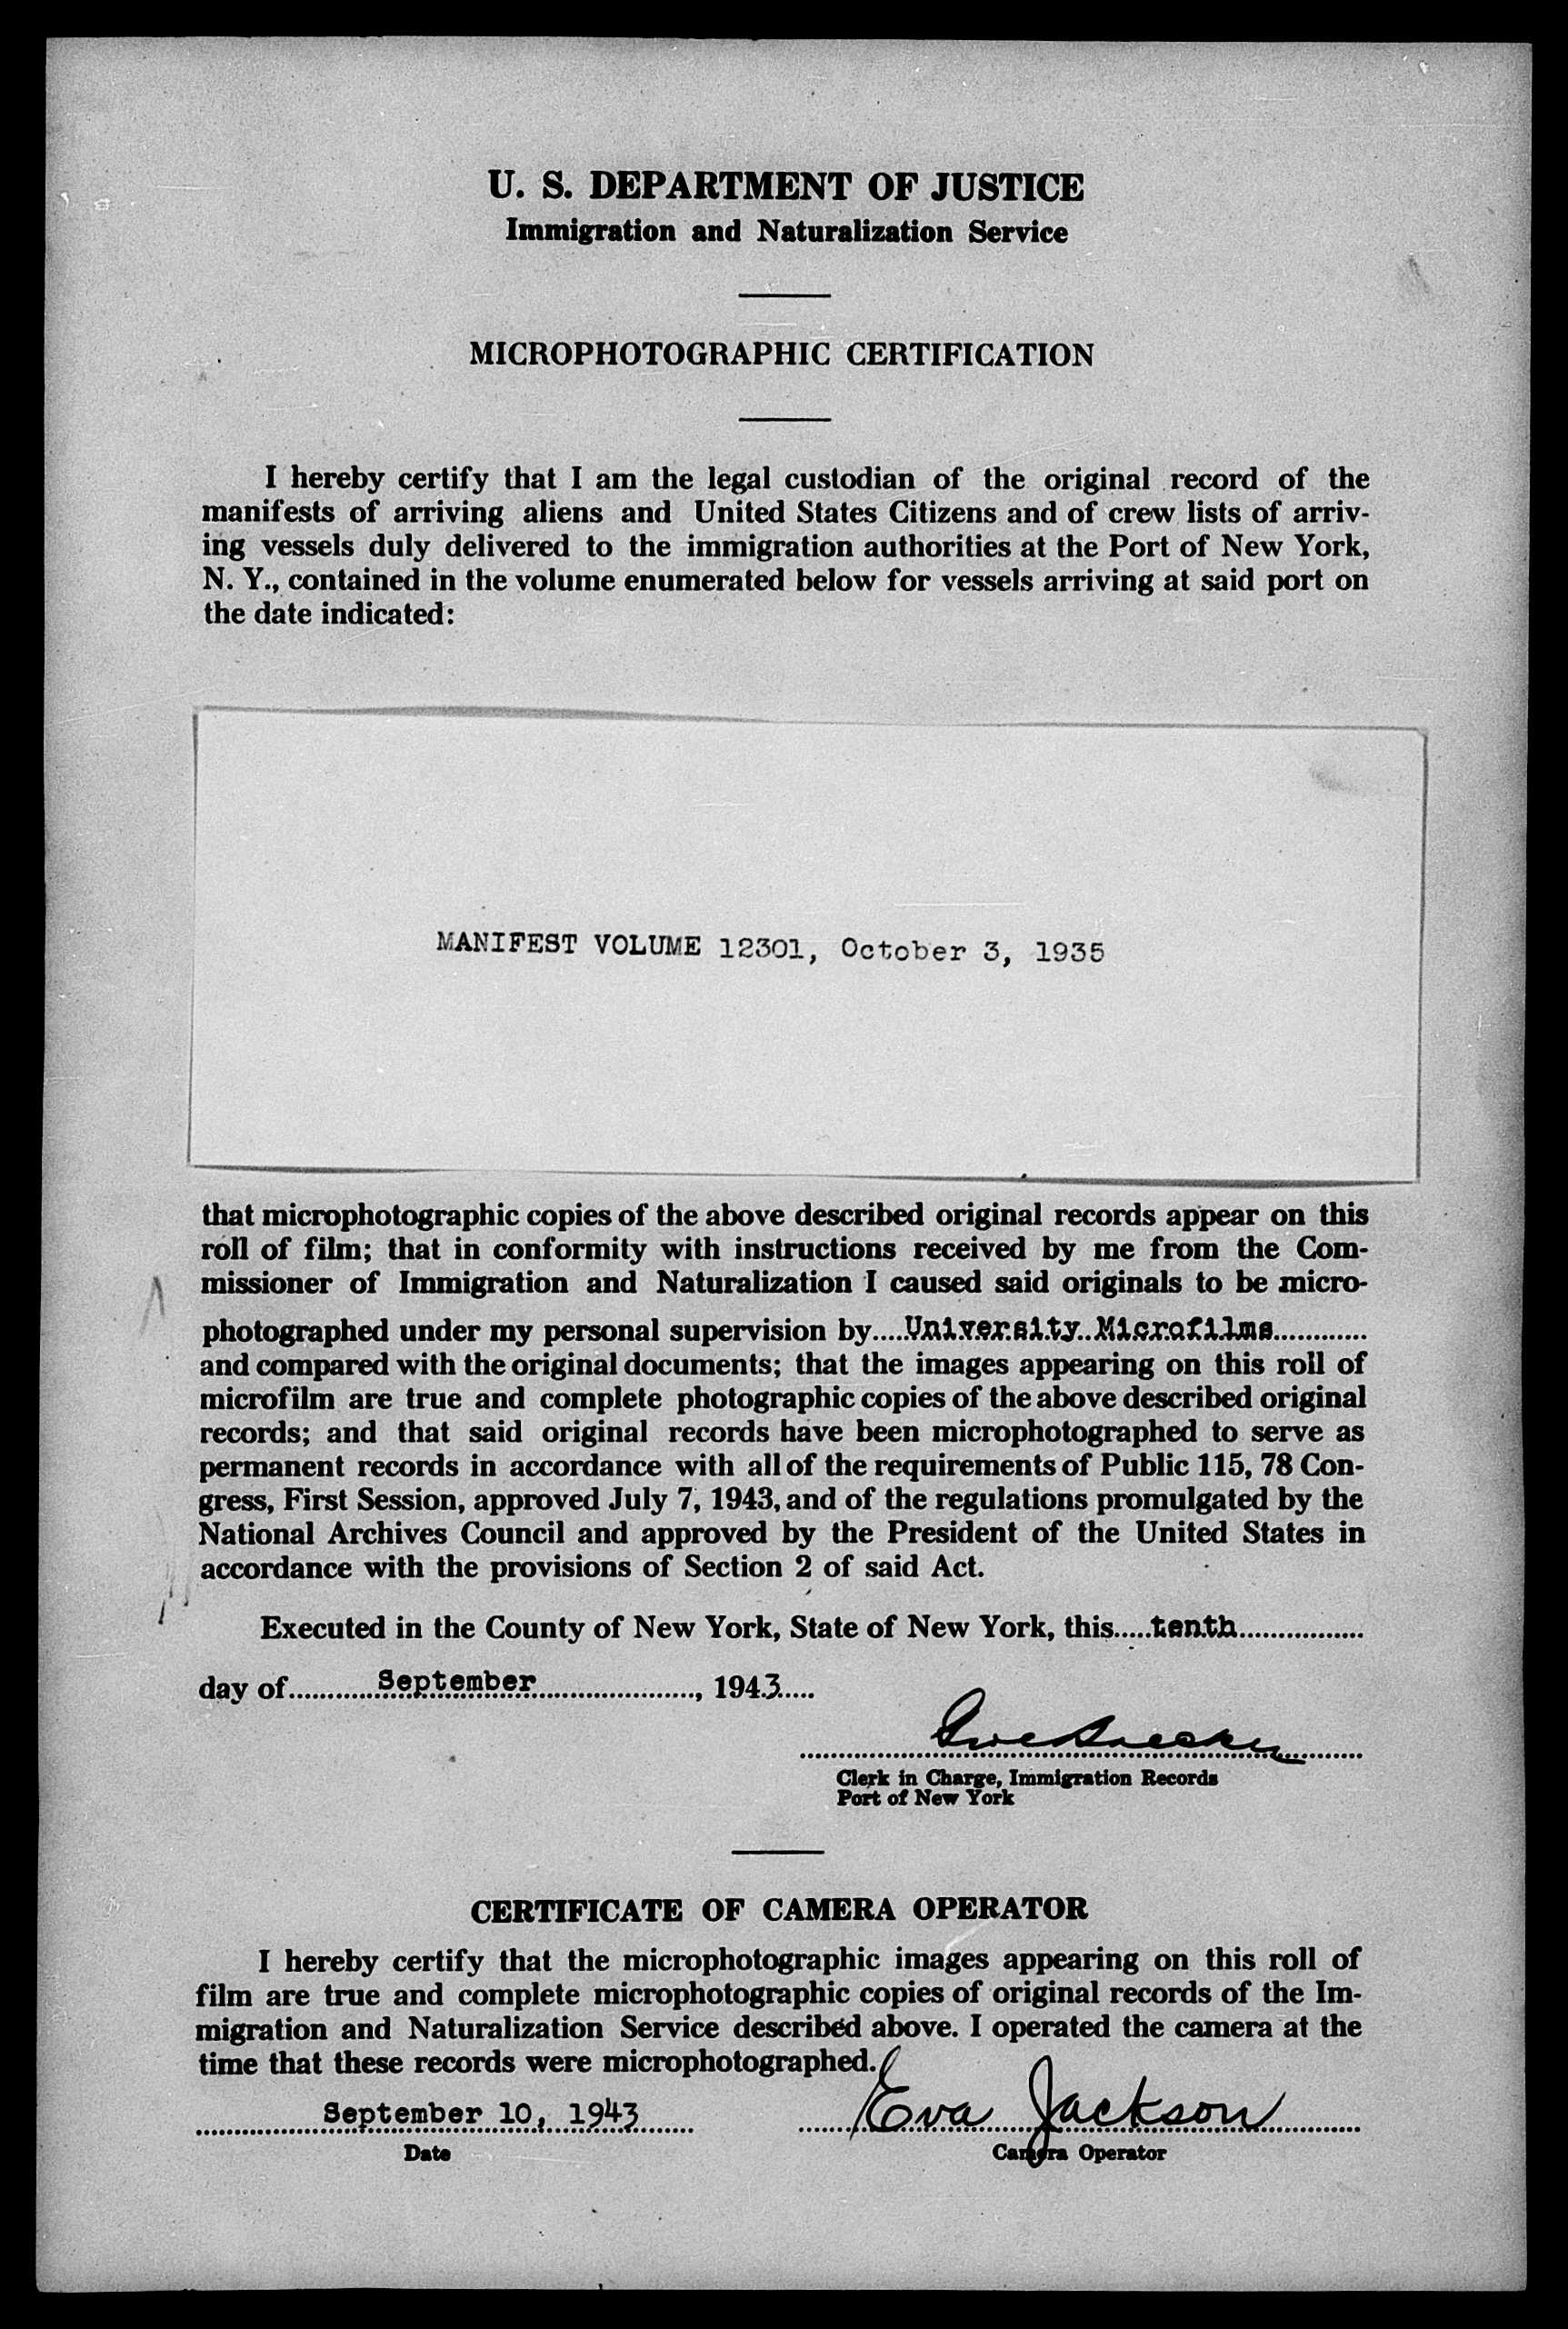 U. S. DEPARTMENT OF JUSTICE
Immigration and Naturalization Service
MICROPHOTOGRAPHIC CERTIFICATION
I hereby certify that I am the legal custodian of the original record of the
manifests of arriving aliens and United States Citizens and of crew lists of arriv-
ing vessels duly delivered to the immigration authorities at the Port of New York,
N. Y., contained in the volume enumerated below for vessels arriving at said port on
the date indicated:
MANIFEST VOLUME 12301, October 3, 1935
that microphotographic copies of the above described original records appear on this
roll of film; that in conformity with instructions received by me from the Com-
missioner of Immigration and Naturalization I caused said originals to be micro-
photographed under my personal supervision by.....University Microfilms............
and compared with the original documents; that the images appearing on this roll of
microfilm are true and complete photographic copies of the above described original
records; and that said original records have been microphotographed to serve as
permanent records in accordance with all of the requirements of Public 115, 78 Con-
gress, First Session, approved July 7, 1943, and of the regulations promulgated by the
National Archives Council and approved by the President of the United States in
accordance with the provisions of Section 2 of said Act.
Executed in the County of New York, State of New York, this.....tenth................
day of............September......................, 1943.....
Clerk in Charge, Immigration Records
Port of New York
CERTIFICATE OF CAMERA OPERATOR
I hereby certify that the microphotographic images appearing on this roll of
film are true and complete microphotographic copies of original records of the Im-
migration and Naturalization Service described above. I operated the camera at the
time that these records were microphotographed.
September 10, 1943 Eva Jackson
Date Camera Operator